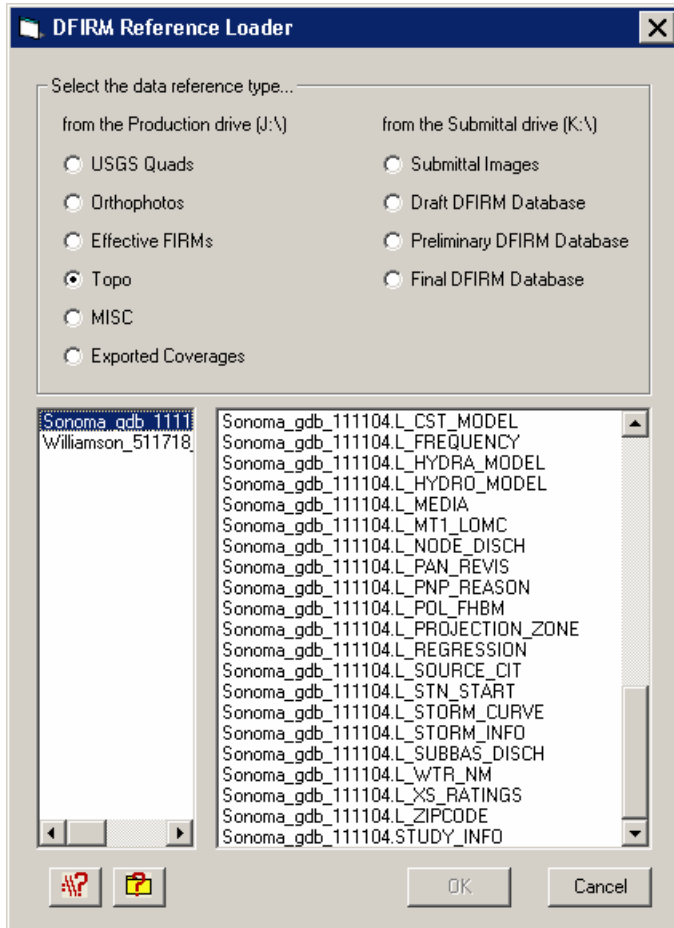 DFIRM Reference Loader
Select the data reference type...
from the Production drive (J:\)
USGS Quads
Orthophotos
Effective FIRMs
Topo
MISC
Exported Coverages
from the Submittal drive (K:\)
Submittal Images
Draft DFIRM Database
Preliminary DFIRM Database
Final DFIRM Database
Sonoma_gdb_1111
Williamson_511718_
Sonoma_gdb_111104.L_CST_MODEL
Sonoma_gdb_111104.L_FREQUENCY
Sonoma_gdb_111104.L_HYDRA_MODEL
Sonoma_gdb_111104.L_HYDRO_MODEL
Sonoma_gdb_111104.L_MEDIA
Sonoma_gdb_111104.L_MT1_LOMC
Sonoma_gdb_111104.L_NODE_DISCH
Sonoma_gdb_111104.L_PAN_REVIS
Sonoma_gdb_111104.L_PNP_REASON
Sonoma_gdb_111104.L_POL_FHBM
Sonoma_gdb_111104.L_PROJECTION_ZONE
Sonoma_gdb_111104.L_REGRESSION
Sonoma_gdb_111104.L_SOURCE_CIT
Sonoma_gdb_111104.L_STN_START
Sonoma_gdb_111104.L_STORM_CURVE
Sonoma_gdb_111104.L_STORM_INFO
Sonoma_gdb_111104.L_SUBBAS_DISCH
Sonoma_gdb_111104.L_WTR_NM
Sonoma_gdb_111104.L_XS_RATINGS
Sonoma_gdb_111104.L_ZIPCODE
Sonoma_gdb_111104.STUDY_INFO
OK
Cancel